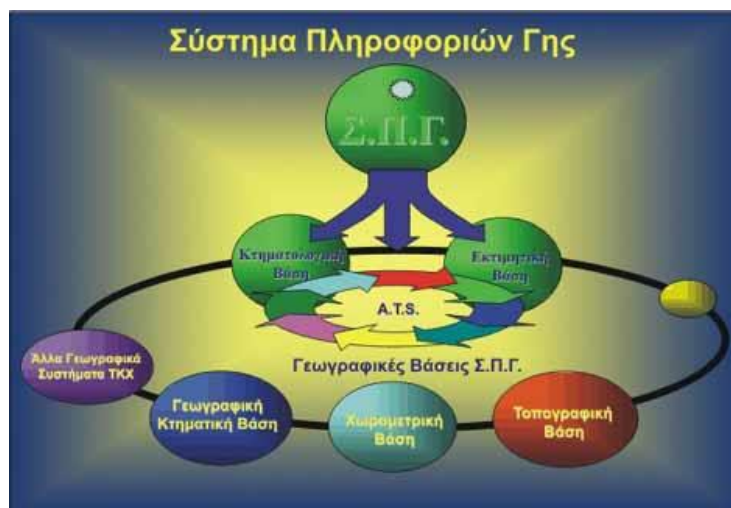 Σύστημα Πληροφοριών Γης
Σ.Π.Γ.
Κτηματολογική
Βάση
Εκτιμητική
Βάση
A.T.S.
Γεωγραφικές Βάσεις Σ.Π.Γ.
Άλλα Γεωγραφικά
Συστήματα ΤΚΧ
Γεωγραφική
Κτηματική Βάση
Χωρομετρική
Βάση
Τοπογραφική
Βάση